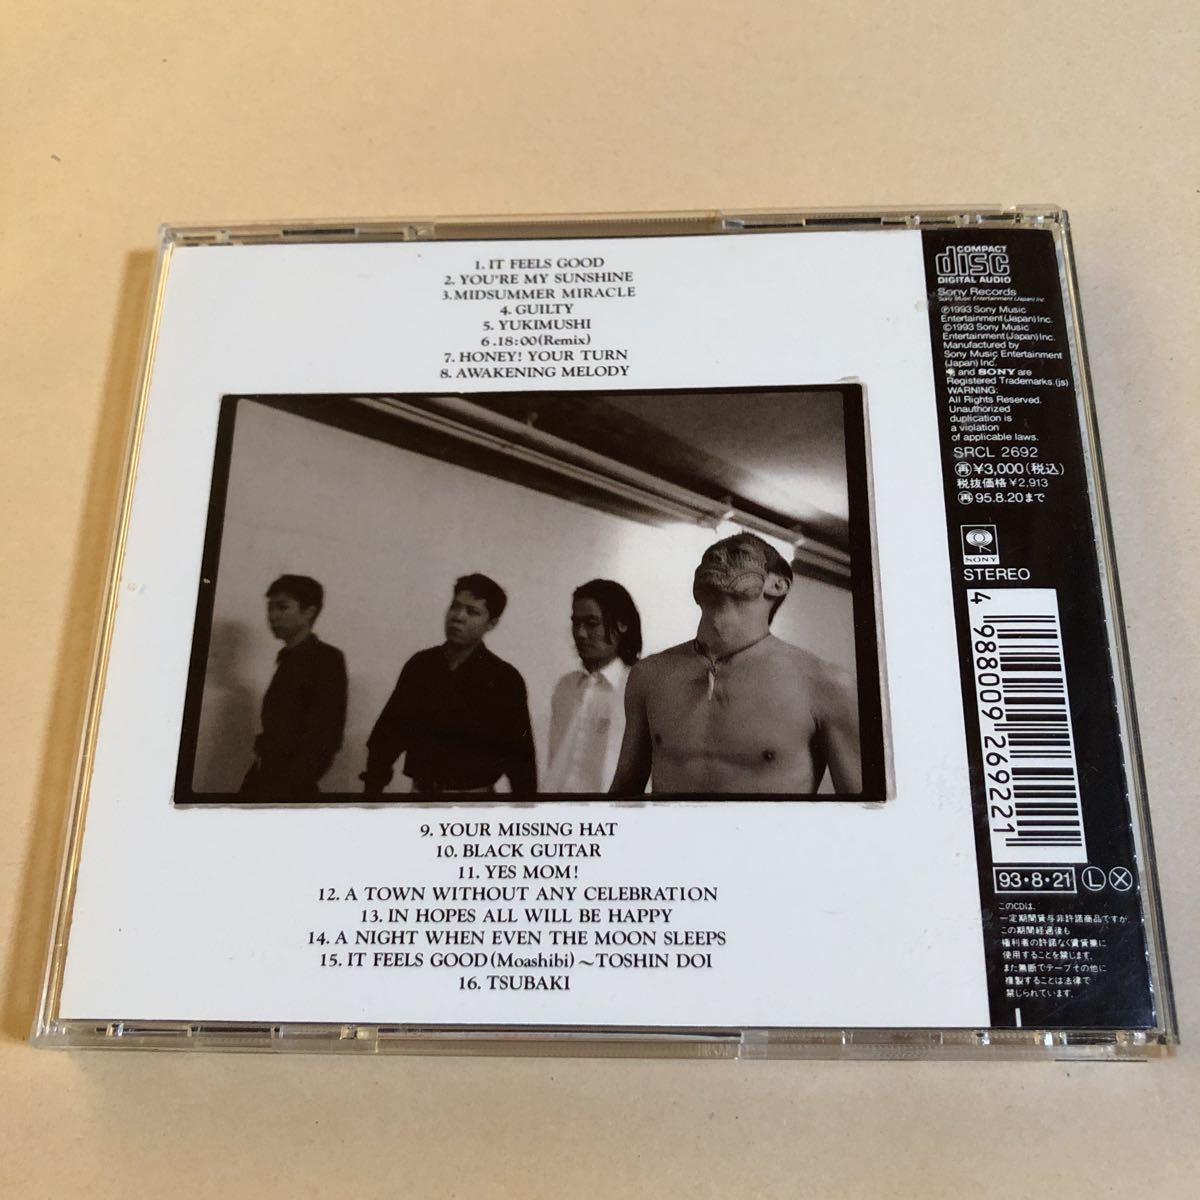 1. IT FEELS GOOD
2. YOU'RE MY SUNSHINE
3. MIDSUMMER MIRACLE
4. GUILTY
5. YUKIMUSHI
6 .18:00(Remix)
7. HONEY! YOUR TURN
8. AWAKENING MELODY
9. YOUR MISSING HAT
10. BLACK GUITAR
11. YES MOM!
12. A TOWN WITHOUT ANY CELEBRATION
13. IN HOPES ALL WILL BE HAPPY
14. A NIGHT WHEN EVEN THE MOON SLEEPS
15. IT FEELS GOOD(Moashibi)～TOSHIN DOI
16. TSUBAKI
COMPACT
disc
DIGITAL AUDIO
Sony Records
Sony Music Entertainment (Japan) Inc.
℗1993 Sony Music
Entertainment(Japan)Inc.
©1993 Sony Music
Entertainment(Japan)Inc.
Manufactured by
Sony Music Entertainment
(Japan) Inc.
and SONY are
Registered Trademarks.(js)
WARNING:
All Rights Reserved.
Unauthorized
duplication is
a violation
of applicable laws.
SRCL 2692
㊢¥3,000(税込)
税抜価格¥2,913
95.8.20まで
SONY
STEREO
4 988009 269221
93・8・21 Ⓛ Ⓧ
このCDは、
一定期間貸与非許諾商品ですが、
この期間経過後も
権利者の許諾なく賃貸業に
使用することを禁じます。
また無断でテープその他に
複製することは法律で
禁じられています。